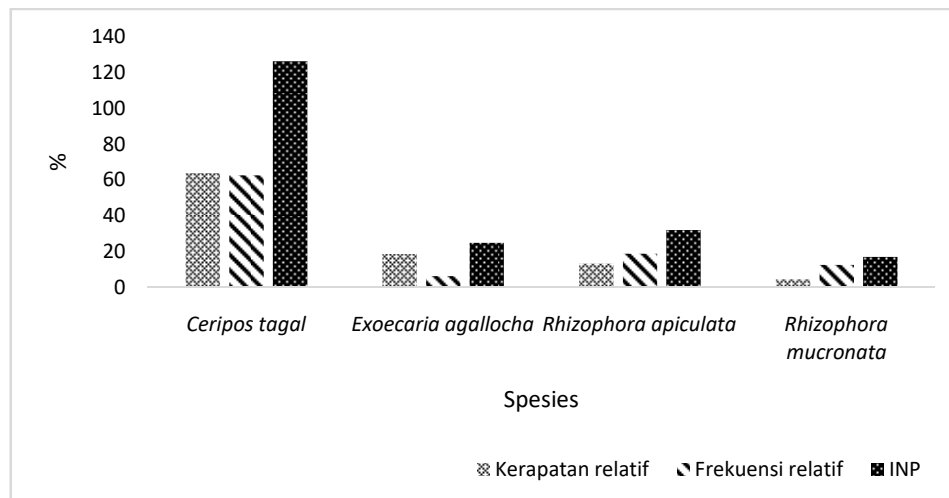 140
120
100
80
60
40
20
0
%
Ceripos tagal
Exoecaria agallocha
Rhizophora apiculata
Rhizophora
mucronata
Spesies
Kerapatan relatif
Frekuensi relatif
INP